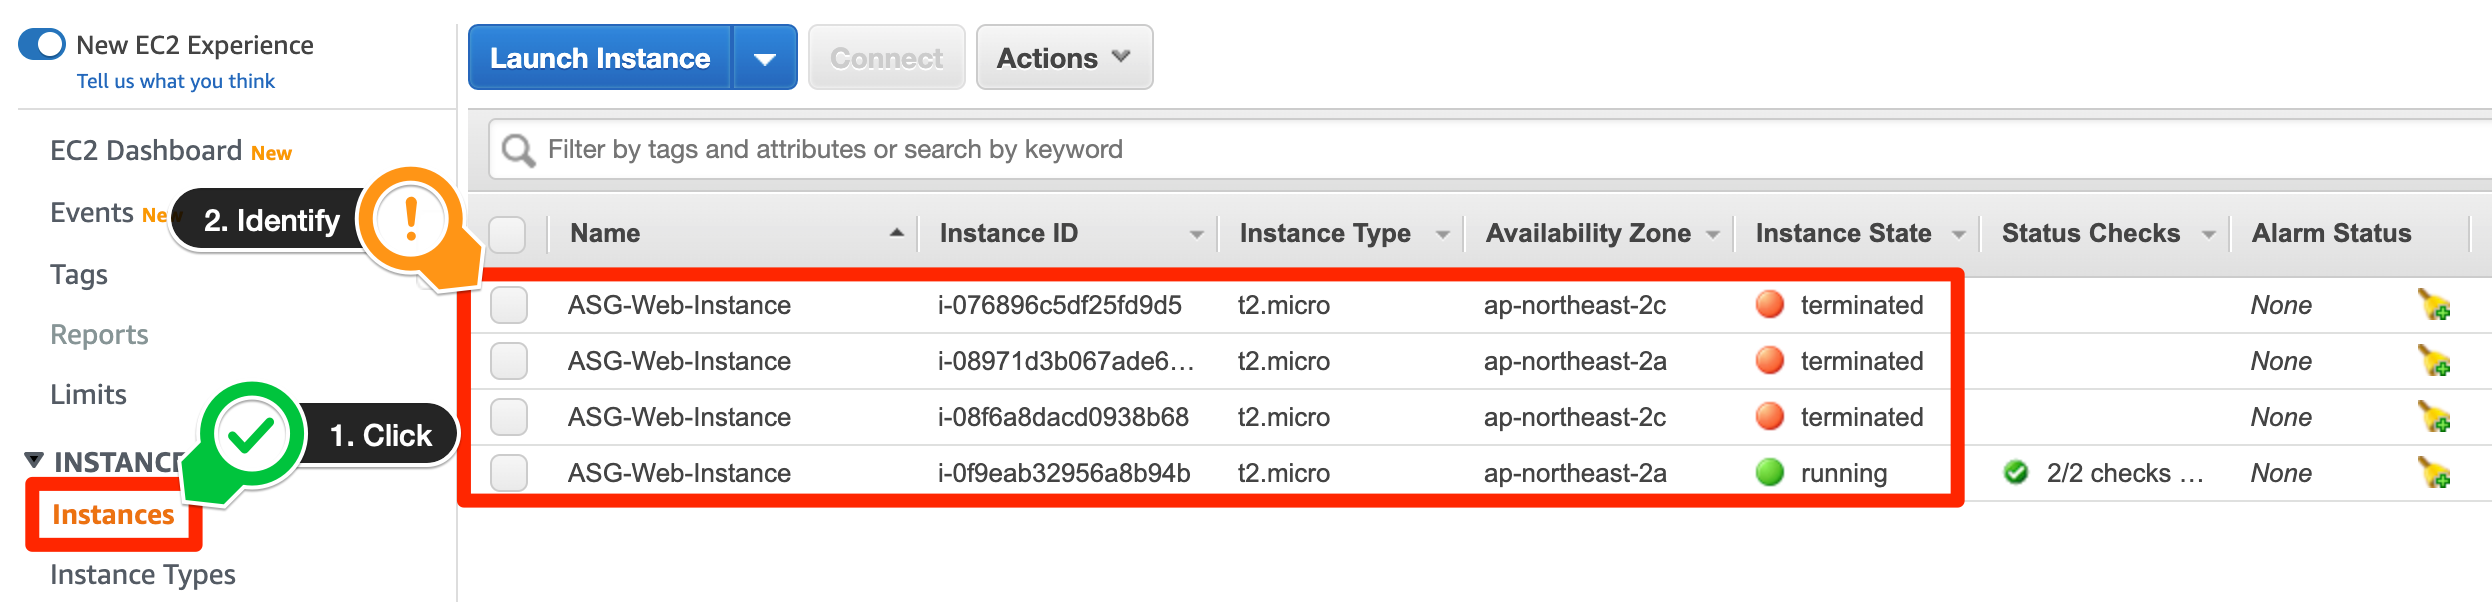 New EC2 Experience
Tell us what you think
Launch Instance
Connect
Actions
Filter by tags and attributes or search by keyword
EC2 Dashboard New
Events New
Tags
Reports
Limits
INSTANCE
Instances
Instance Types
2. Identify
1. Click
Name Instance ID Instance Type Availability Zone Instance State Status Checks Alarm Status
ASG-Web-Instance i-076896c5df25fd9d5 t2.micro ap-northeast-2c terminated None
ASG-Web-Instance i-08971d3b067ade6... t2.micro ap-northeast-2a terminated None
ASG-Web-Instance i-08f6a8dacd0938b68 t2.micro ap-northeast-2c terminated None
ASG-Web-Instance i-0f9eab32956a8b94b t2.micro ap-northeast-2a running 2/2 checks ... None